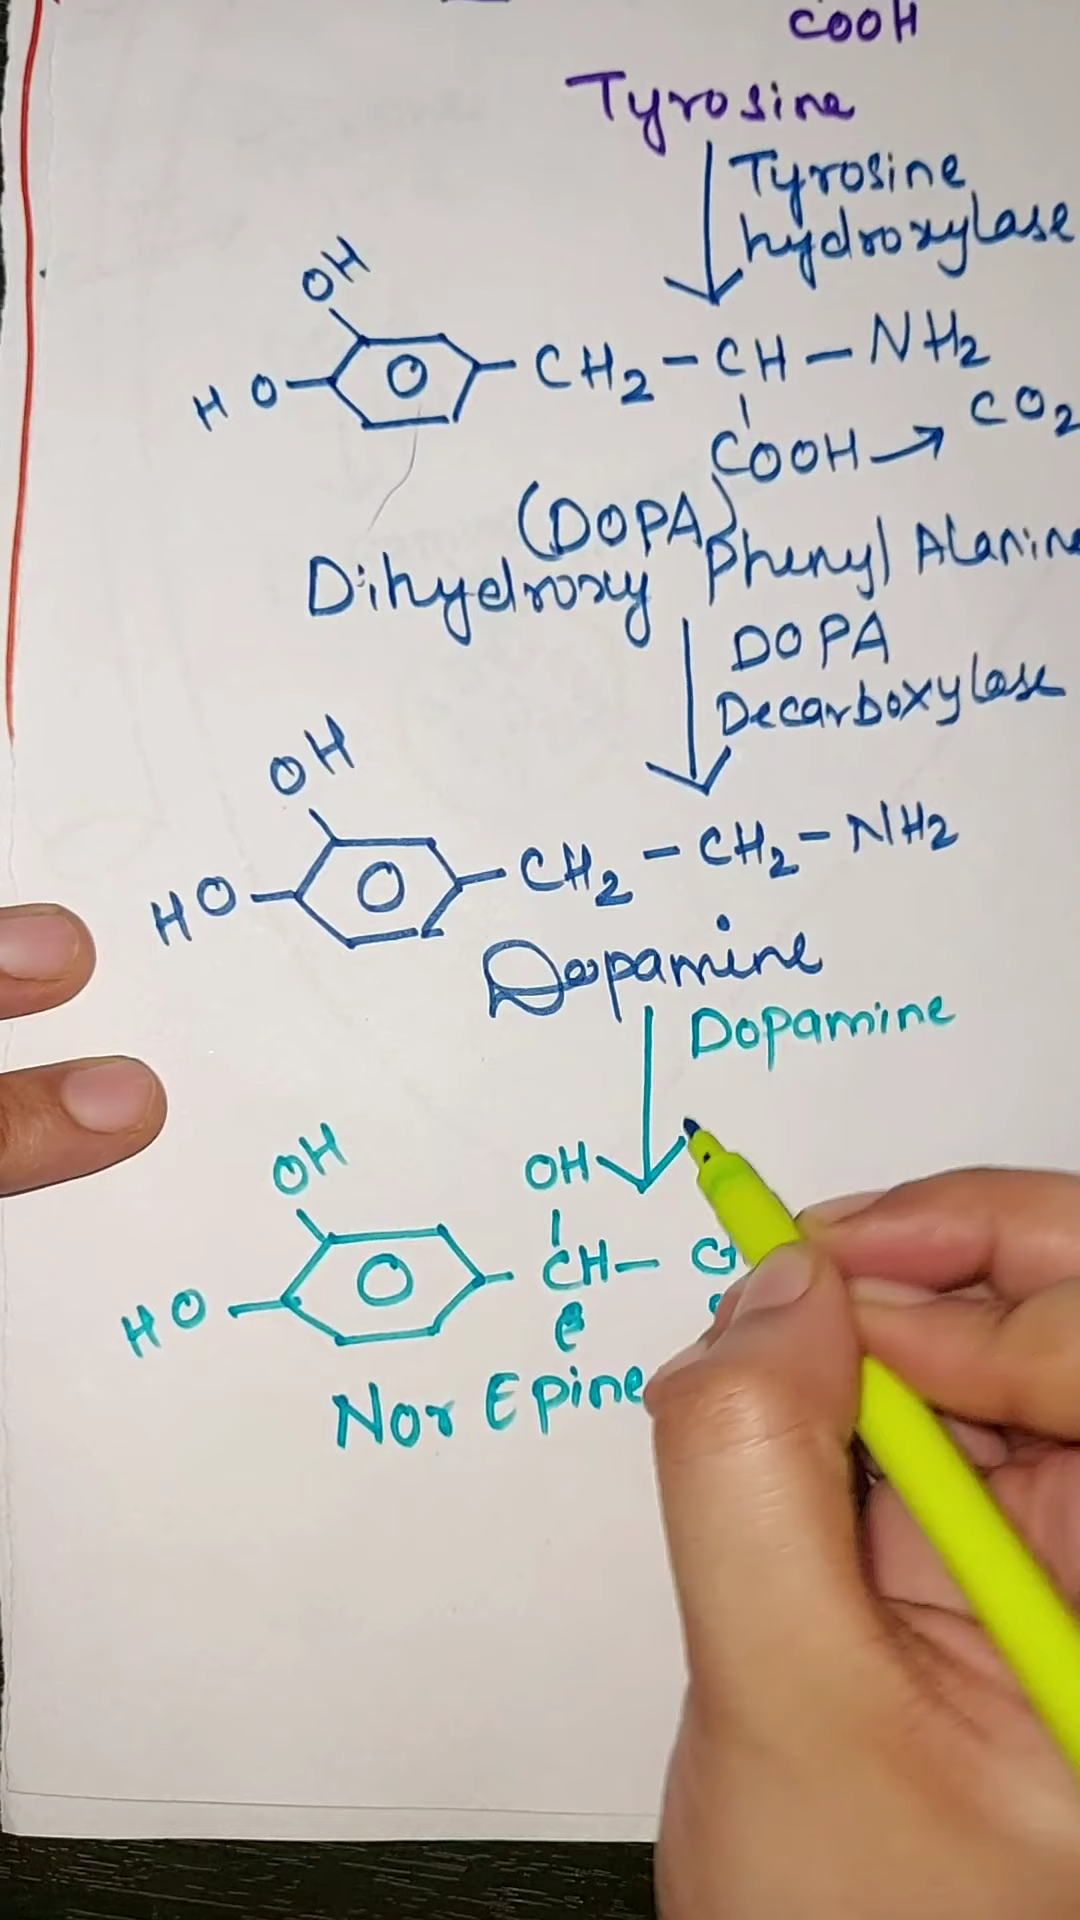 COOH
Tyrosine
Tyrosine
hydroxylase
OH
HO
CH2-CH-NH2
COOH → CO2
(DOPA)
Dihydroxy Phenyl Alanine
DOPA
Decarboxylase
OH
HO
CH2-CH2-NH2
Dopamine
Dopamine
OH
OH
HO
CH-
β
Nor Epine